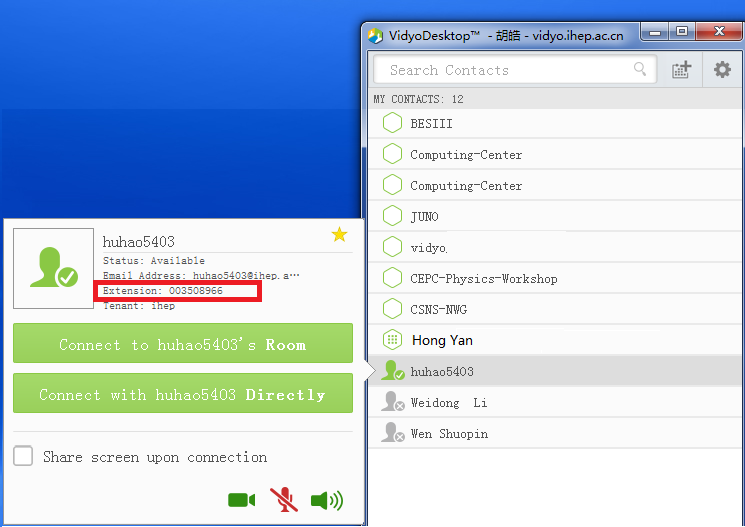 VidyoDesktop™ - 胡皓 - vidyo.ihep.ac.cn
Search Contacts
MY CONTACTS: 12
BESIII
Computing-Center
Computing-Center
JUNO
vidyo
CEPC-Physics-Workshop
CSNS-NWG
Hong Yan
huhao5403
Weidong Li
Wen Shuopin
huhao5403
Status: Available
Email Address: huhao5403@ihep.a…
Extension: 003508966
Tenant: ihep
Connect to huhao5403's Room
Connect with huhao5403 Directly
Share screen upon connection